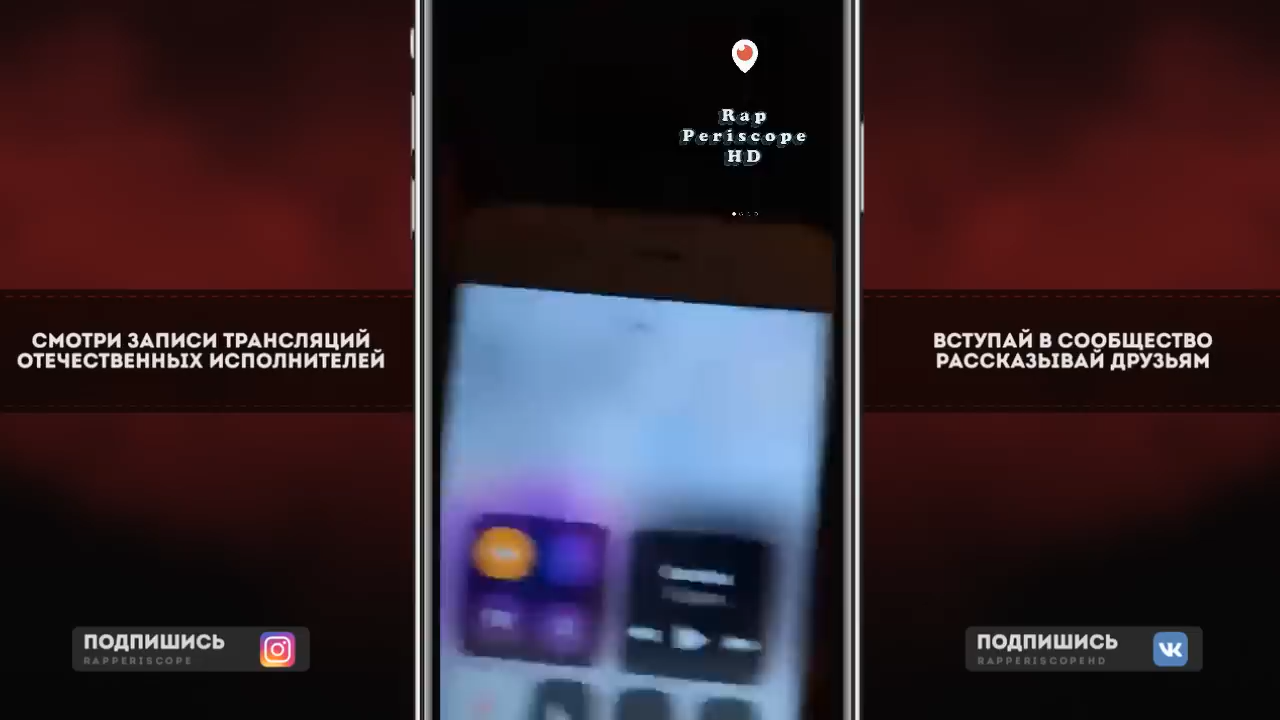 Rap
Periscope
HD
СМОТРИ ЗАПИСИ ТРАНСЛЯЦИЙ
ОТЕЧЕСТВЕННЫХ ИСПОЛНИТЕЛЕЙ
ВСТУПАЙ В СООБЩЕСТВО
РАССКАЗЫВАЙ ДРУЗЬЯМ
ПОДПИШИСЬ
RAPPERISCOPE
ПОДПИШИСЬ
RAPPERISCOPEHD